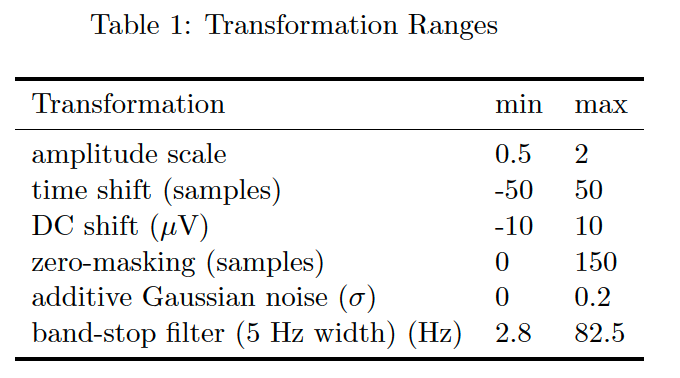 Table 1: Transformation Ranges
Transformation min max
amplitude scale 0.5 2
time shift (samples) -50 50
DC shift (μV) -10 10
zero-masking (samples) 0 150
additive Gaussian noise (σ) 0 0.2
band-stop filter (5 Hz width) (Hz) 2.8 82.5